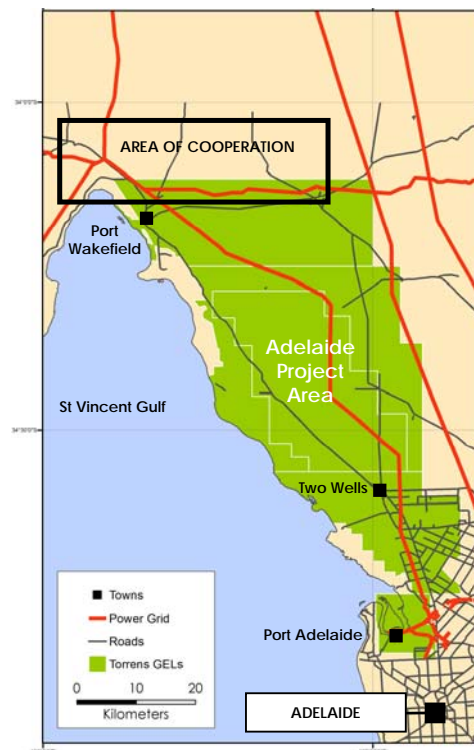 AREA OF COOPERATION
Port
Wakefield
Adelaide
Project
Area
St Vincent Gulf
Two Wells
Towns
Power Grid
Roads
Torrens GELs
0 10 20
Kilometers
Port Adelaide
ADELAIDE